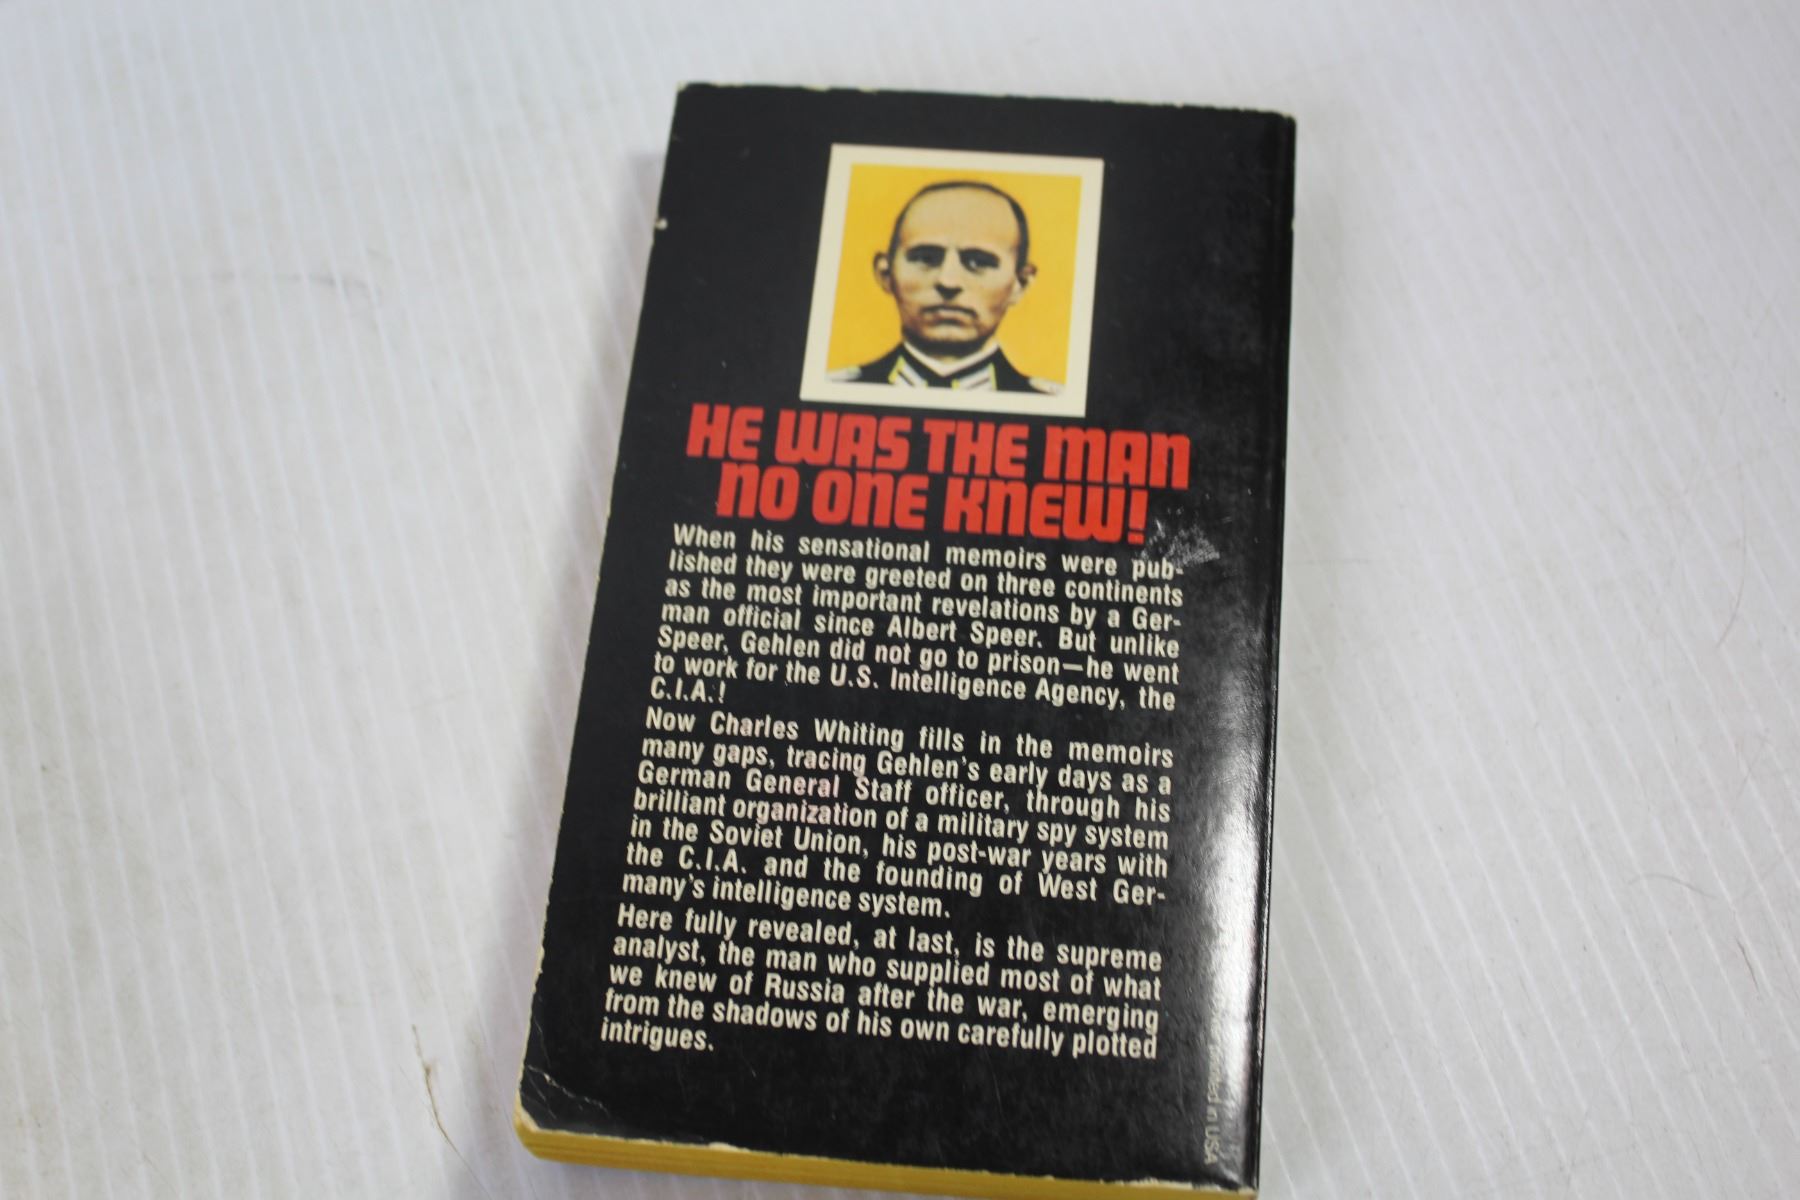 HE WAS THE MAN
NO ONE KNEW!
When his sensational memoirs were pub-
lished they were greeted on three continents
as the most important revelations by a Ger-
man official since Albert Speer. But unlike
Speer, Gehlen did not go to prison—he went
to work for the U.S. Intelligence Agency, the
C.I.A.!
Now Charles Whiting fills in the memoirs
many gaps, tracing Gehlen's early days as a
German General Staff officer, through his
brilliant organization of a military spy system
in the Soviet Union, his post-war years with
the C.I.A. and the founding of West Ger-
many's intelligence system.
Here fully revealed, at last, is the supreme
analyst, the man who supplied most of what
we knew of Russia after the war, emerging
from the shadows of his own carefully plotted
intrigues.
in USA